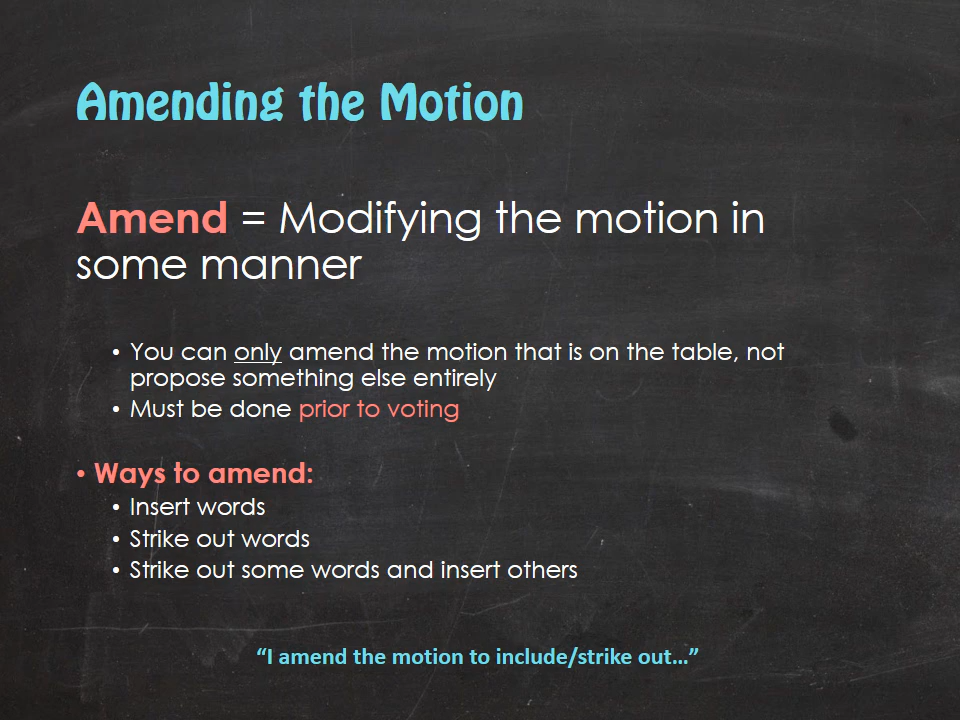 Amending the Motion
Amend = Modifying the motion in
some manner
• You can only amend the motion that is on the table, not
propose something else entirely
• Must be done prior to voting
• Ways to amend:
• Insert words
• Strike out words
• Strike out some words and insert others
“I amend the motion to include/strike out…”